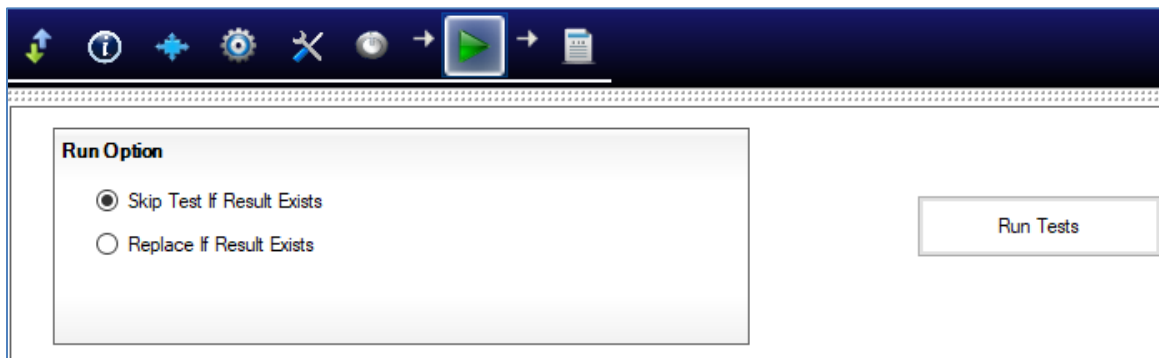 Run Option
Skip Test If Result Exists
Replace If Result Exists
Run Tests